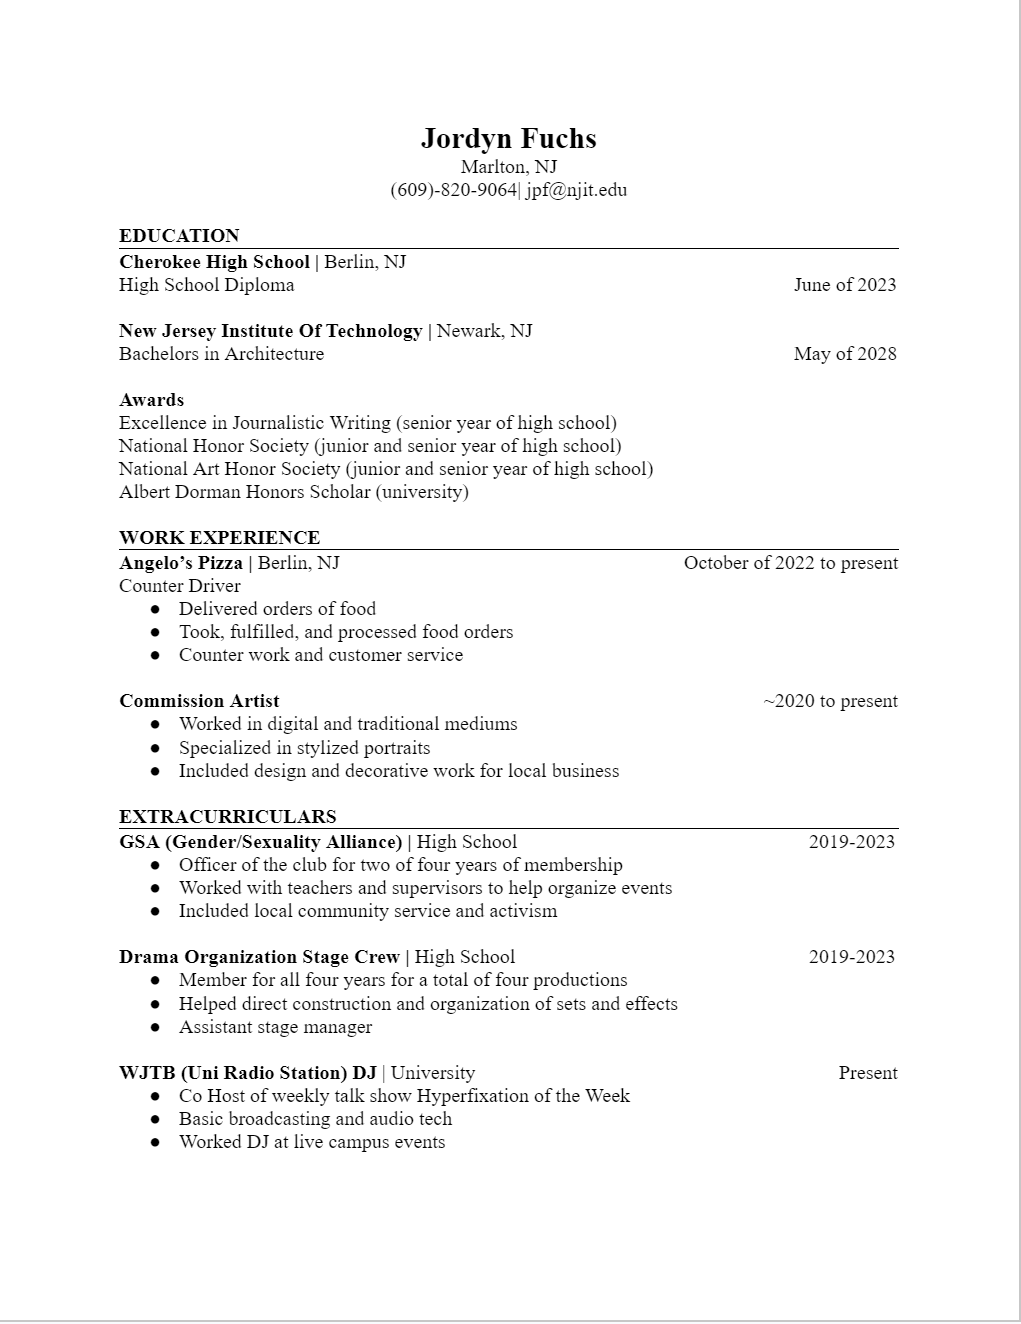 Jordyn Fuchs
Marlton, NJ
(609)-820-9064| jpf@njit.edu
EDUCATION
Cherokee High School | Berlin, NJ
High School Diploma June of 2023
New Jersey Institute Of Technology | Newark, NJ
Bachelors in Architecture May of 2028
Awards
Excellence in Journalistic Writing (senior year of high school)
National Honor Society (junior and senior year of high school)
National Art Honor Society (junior and senior year of high school)
Albert Dorman Honors Scholar (university)
WORK EXPERIENCE
Angelo’s Pizza | Berlin, NJ October of 2022 to present
Counter Driver
● Delivered orders of food
● Took, fulfilled, and processed food orders
● Counter work and customer service
Commission Artist ~2020 to present
● Worked in digital and traditional mediums
● Specialized in stylized portraits
● Included design and decorative work for local business
EXTRACURRICULARS
GSA (Gender/Sexuality Alliance) | High School 2019-2023
● Officer of the club for two of four years of membership
● Worked with teachers and supervisors to help organize events
● Included local community service and activism
Drama Organization Stage Crew | High School 2019-2023
● Member for all four years for a total of four productions
● Helped direct construction and organization of sets and effects
● Assistant stage manager
WJTB (Uni Radio Station) DJ | University Present
● Co Host of weekly talk show Hyperfixation of the Week
● Basic broadcasting and audio tech
● Worked DJ at live campus events